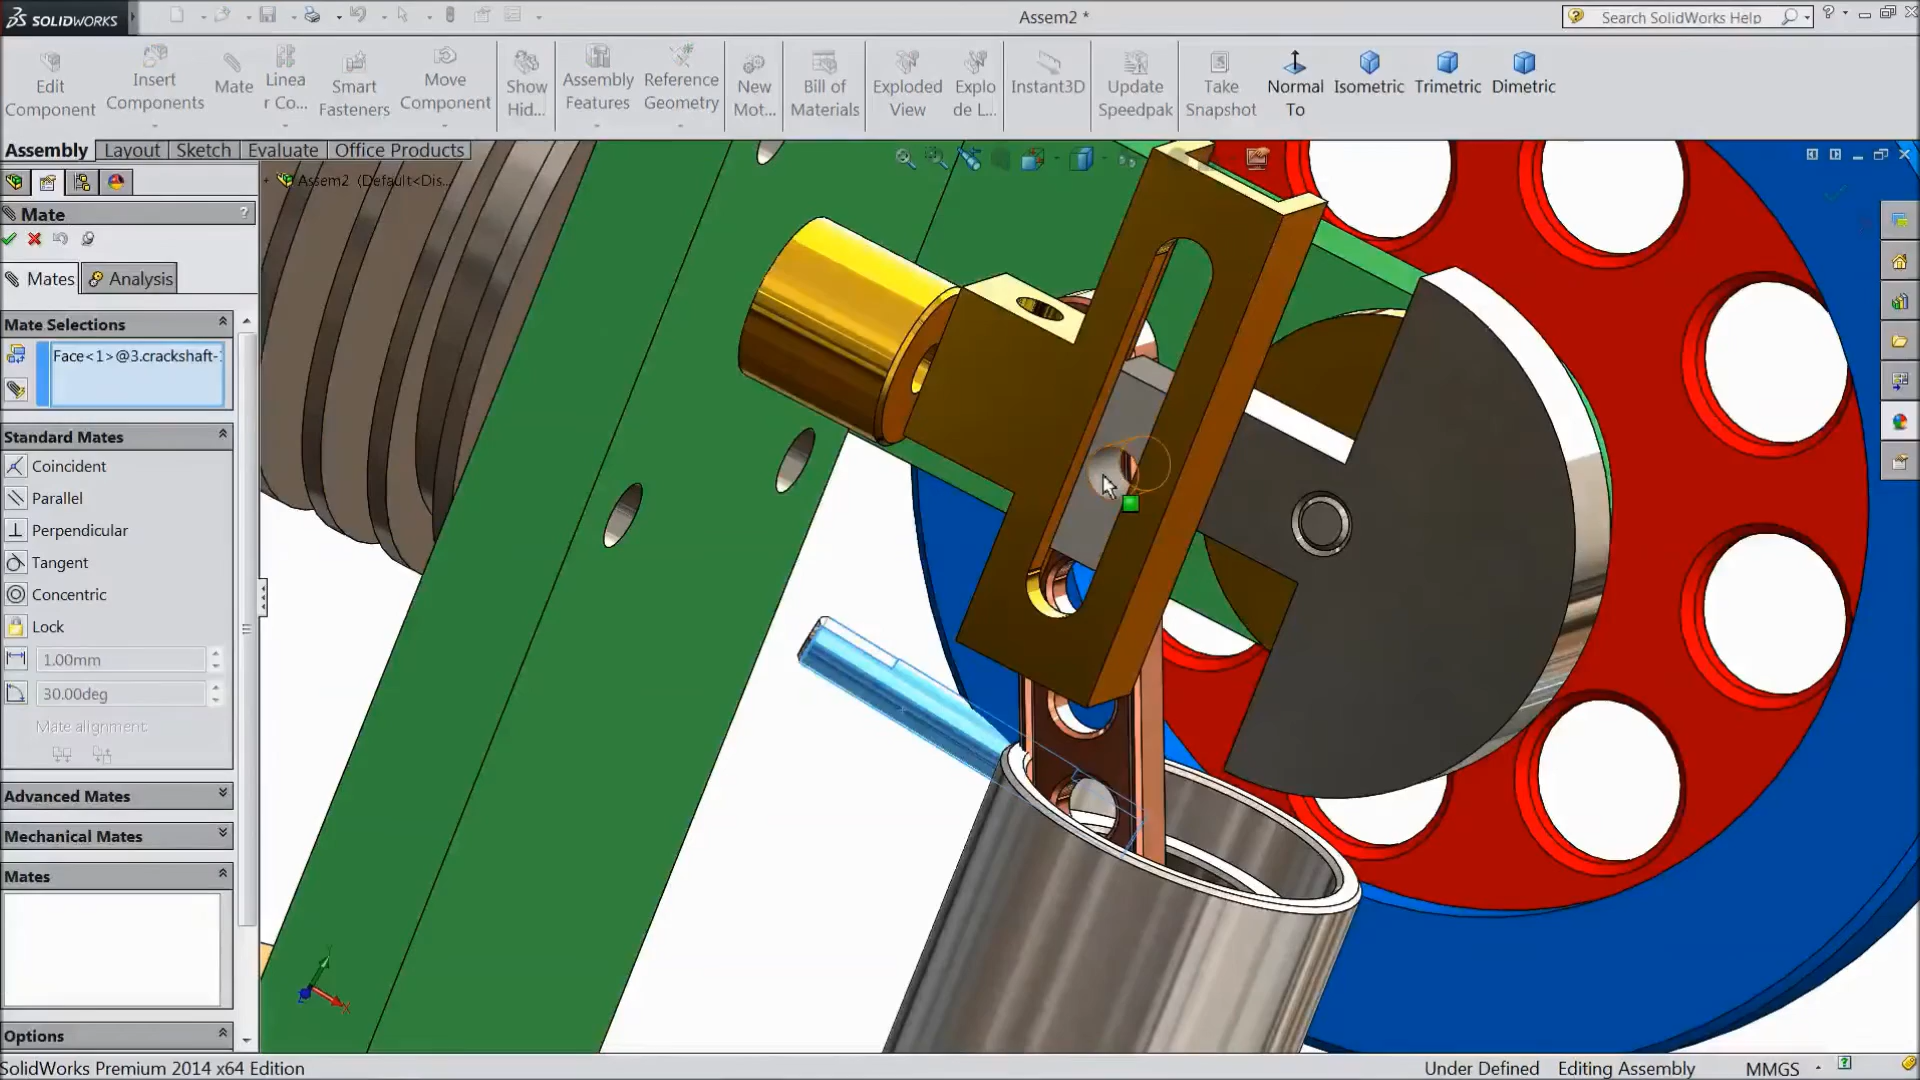 SOLIDWORKS
Assem2 *
Search SolidWorks Help
Edit Component
Insert Components
Mate
Linea r Co...
Smart Fasteners
Move Component
Show Hid...
Assembly Features
Reference Geometry
New Mot...
Bill of Materials
Exploded View
Explo de L...
Instant3D
Update Speedpak
Take Snapshot
Normal To
Isometric
Trimetric
Dimetric
Assembly
Layout
Sketch
Evaluate
Office Products
Assem2 (Default<Dis...
Mate
?
Mates
Analysis
Mate Selections
Face<1>@3.crackshaft-
Standard Mates
Coincident
Parallel
Perpendicular
Tangent
Concentric
Lock
1.00mm
30.00deg
Mate alignment
Advanced Mates
Mechanical Mates
Mates
Options
SolidWorks Premium 2014 x64 Edition
Under Defined
Editing Assembly
MMGS